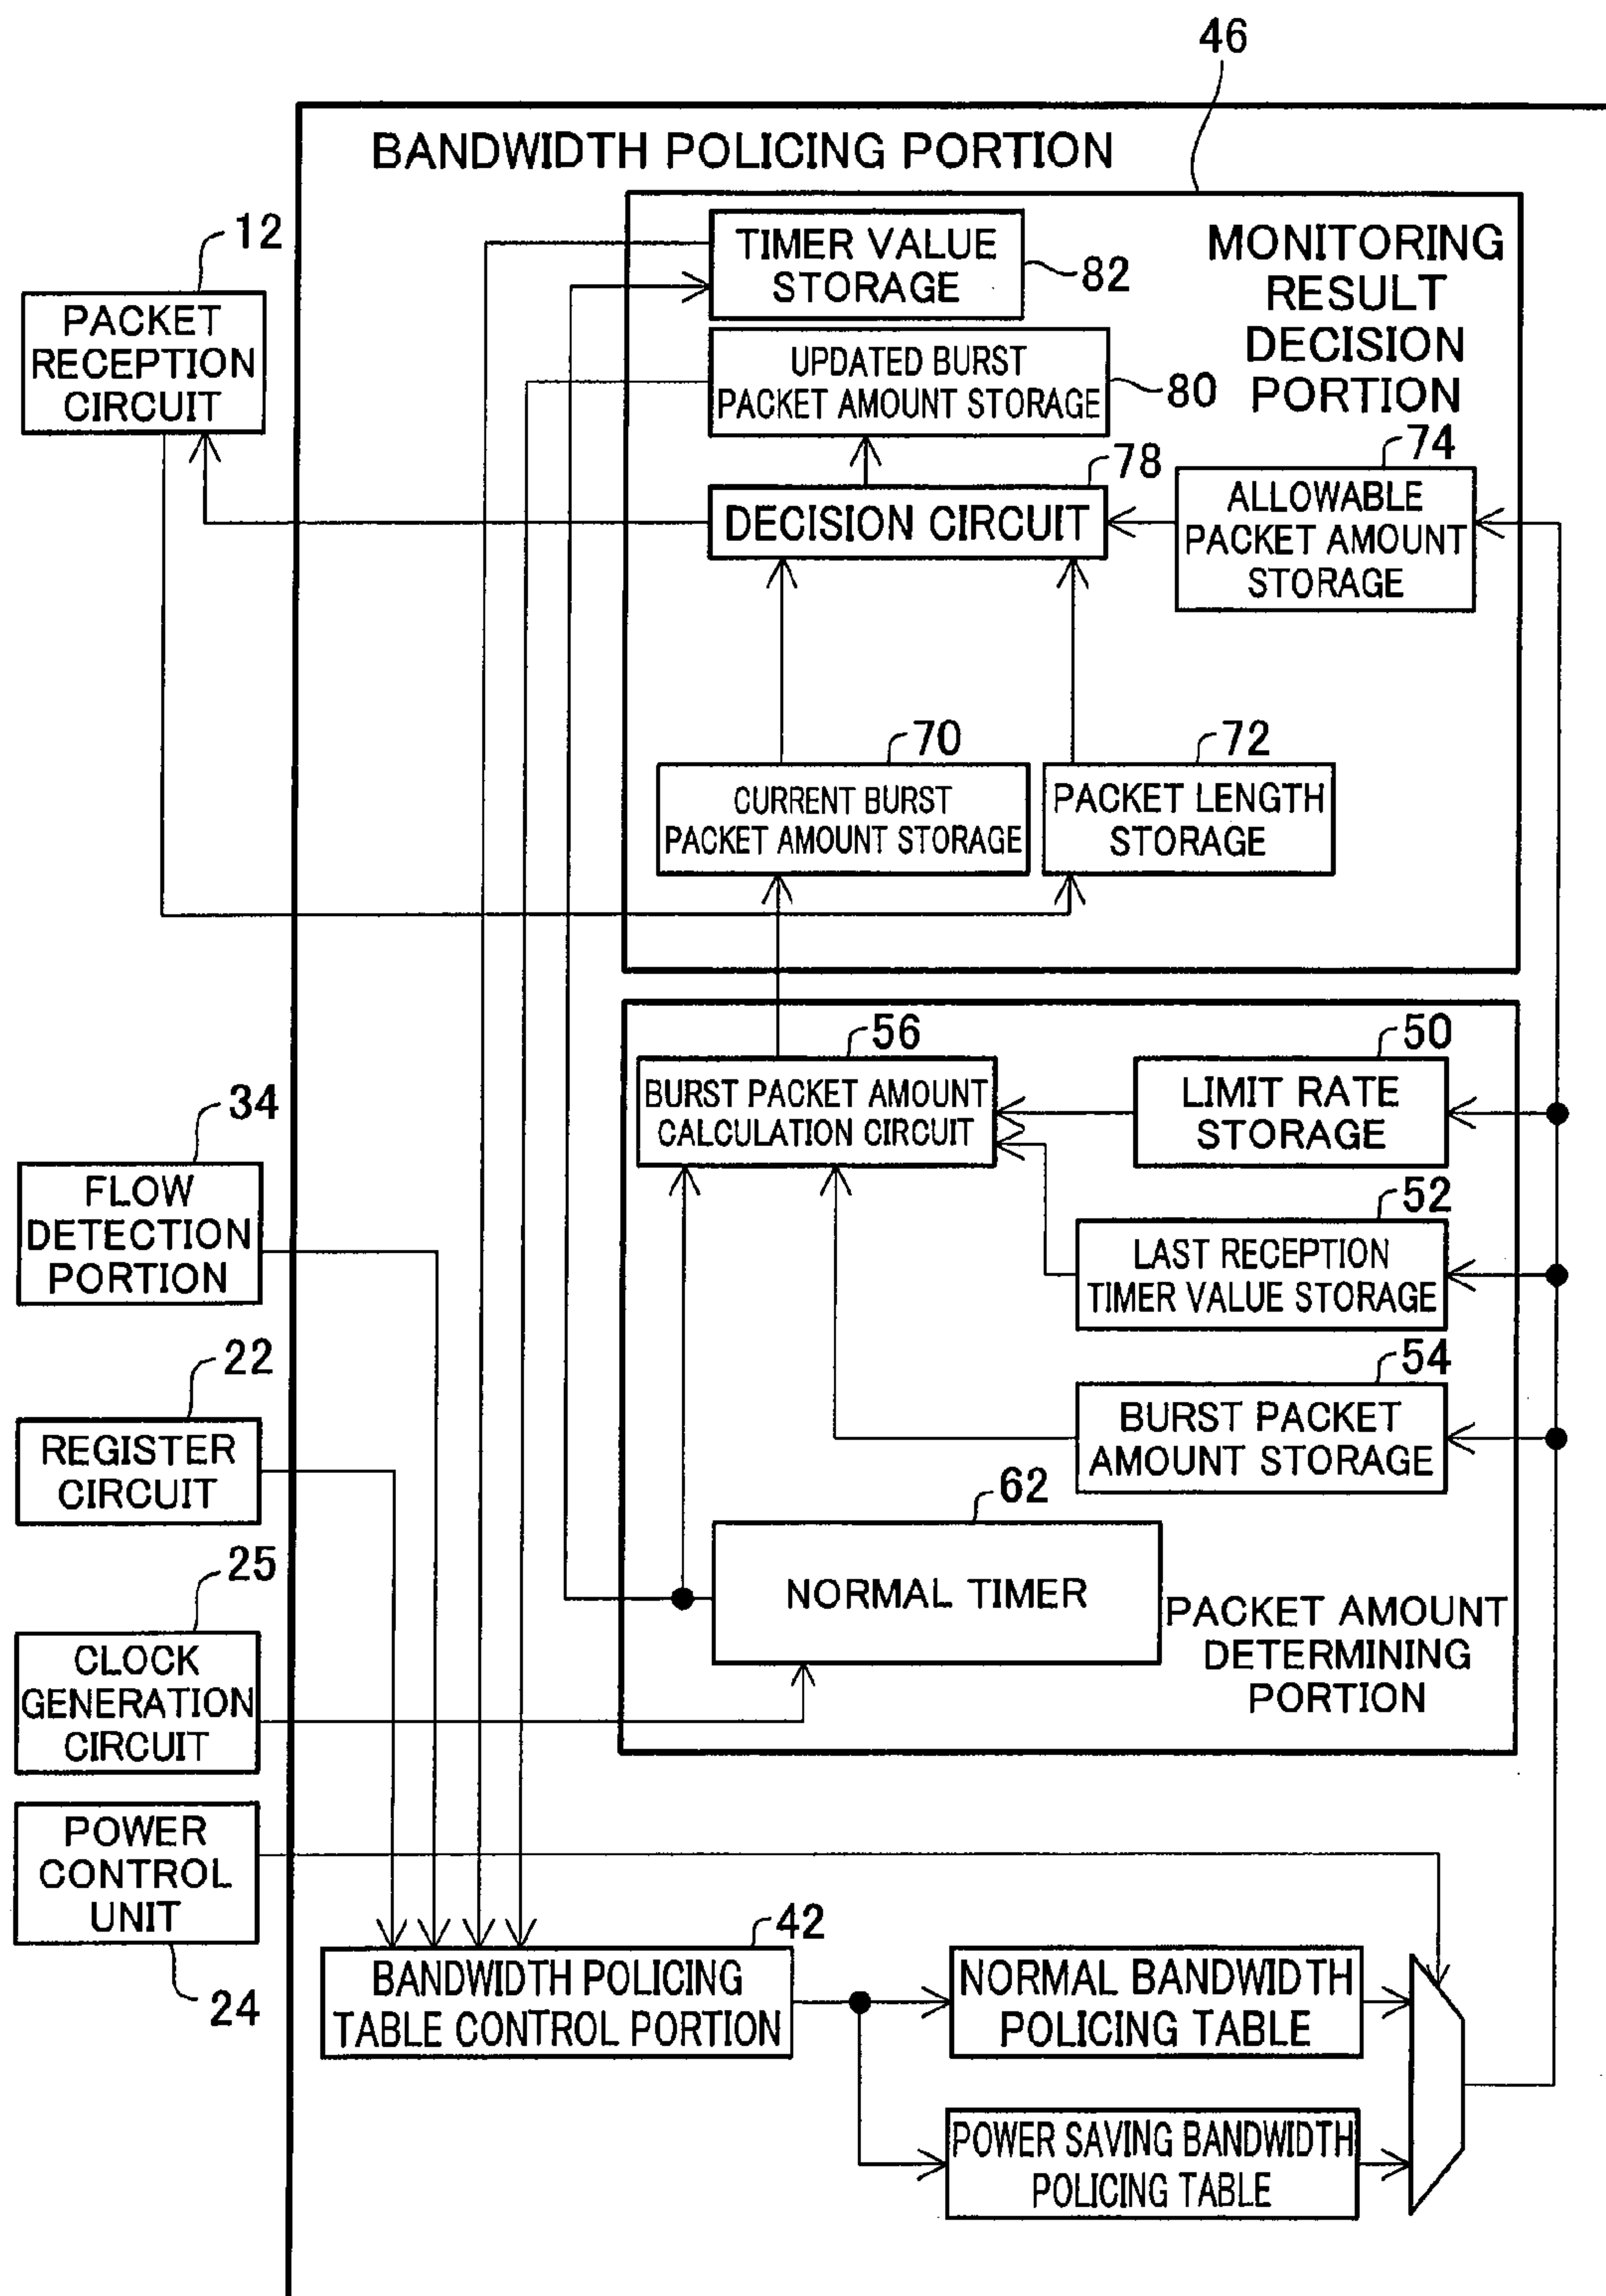 46
BANDWIDTH POLICING PORTION
12
PACKET
RECEPTION
CIRCUIT
TIMER VALUE
STORAGE
82
MONITORING
RESULT
DECISION
PORTION
UPDATED BURST
PACKET AMOUNT STORAGE
80
78
DECISION CIRCUIT
74
ALLOWABLE
PACKET AMOUNT
STORAGE
70
CURRENT BURST
PACKET AMOUNT STORAGE
72
PACKET LENGTH
STORAGE
56
BURST PACKET AMOUNT
CALCULATION CIRCUIT
50
LIMIT RATE
STORAGE
34
FLOW
DETECTION
PORTION
52
LAST RECEPTION
TIMER VALUE STORAGE
22
REGISTER
CIRCUIT
54
BURST PACKET
AMOUNT STORAGE
62
NORMAL TIMER
PACKET AMOUNT
DETERMINING
PORTION
25
CLOCK
GENERATION
CIRCUIT
POWER
CONTROL
UNIT
24
42
BANDWIDTH POLICING
TABLE CONTROL PORTION
NORMAL BANDWIDTH
POLICING TABLE
POWER SAVING BANDWIDTH
POLICING TABLE